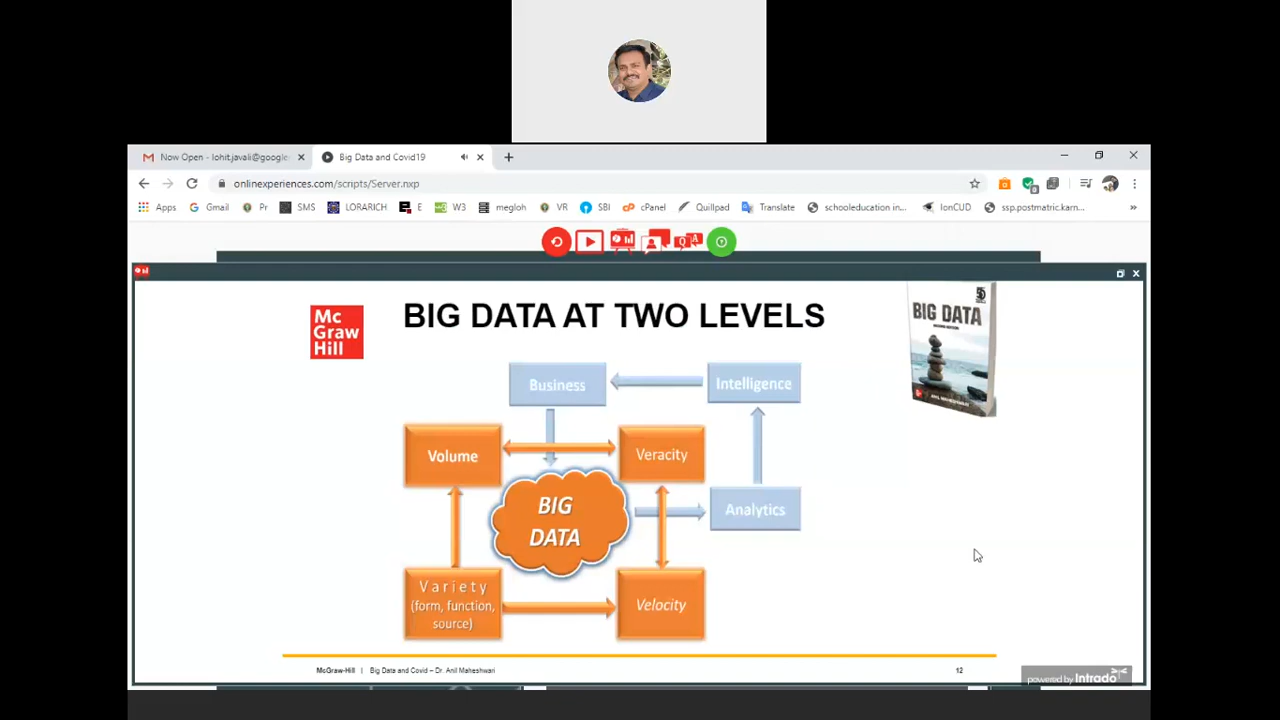 Now Open - lohit.javali@google
Big Data and Covid19
onlinexperiences.com/scripts/Server.nxp
Apps Gmail Pr SMS LORARICH E W3 megloh VR SBI cPanel Quillpad Translate schooleducation in... IonCUD ssp.postmatric.karn... »
Q A
Mc
Graw
Hill
BIG DATA AT TWO LEVELS
BIG DATA
Business
Intelligence
Volume
Veracity
BIG
DATA
Analytics
Variety
(form, function,
source)
Velocity
McGraw-Hill | Big Data and Covid – Dr. Anil Maheshwari
12
powered by Intrado